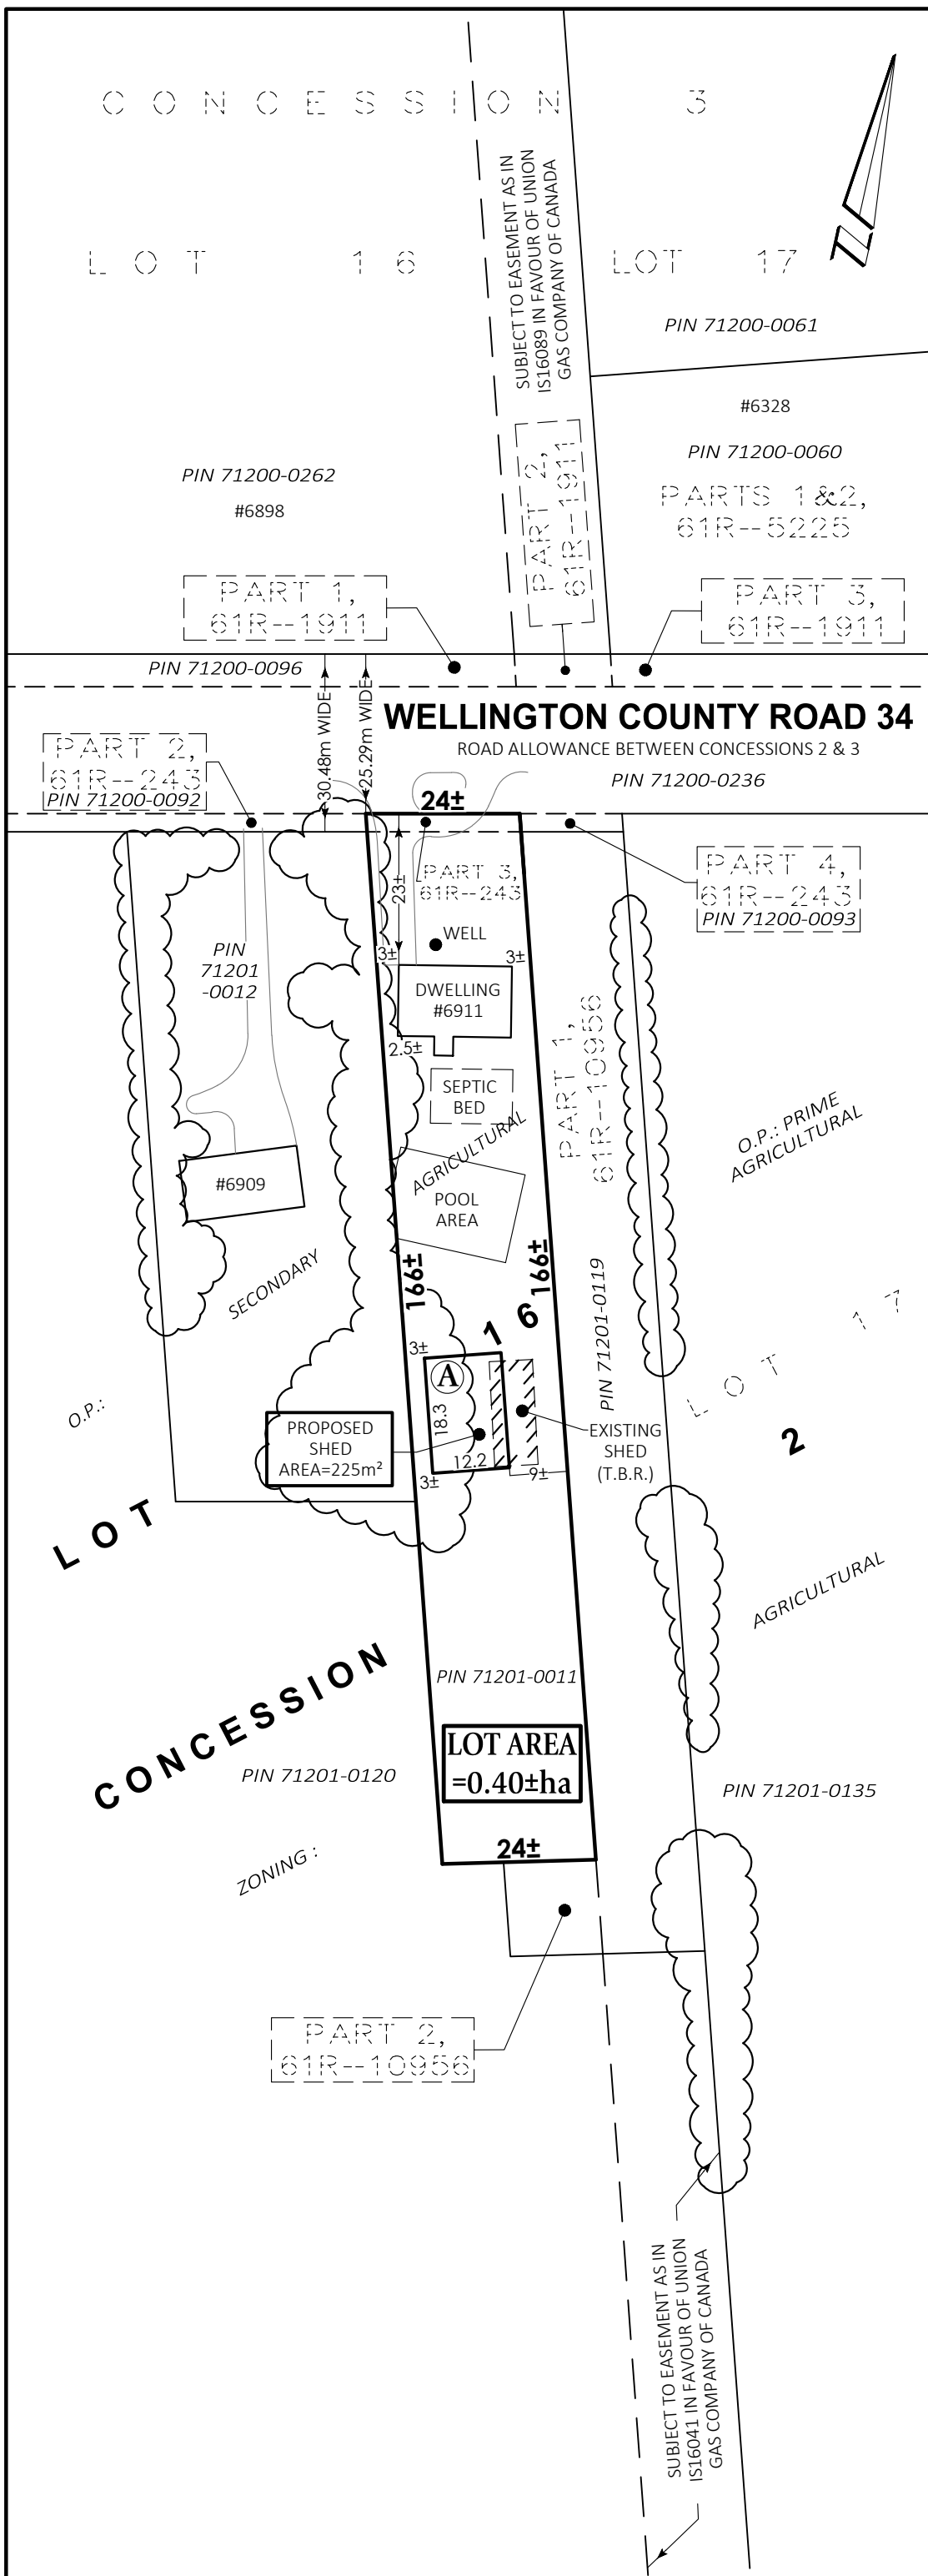 CONCESSION 3
LOT 16
LOT 17
SUBJECT TO EASEMENT AS IN
IS16089 IN FAVOUR OF UNION
GAS COMPANY OF CANADA
PIN 71200-0061
#6328
PIN 71200-0060
PARTS 1&2,
61R--5225
PIN 71200-0262
#6898
PART 2,
61R--1911
PART 1,
61R--1911
PART 3,
61R--1911
PIN 71200-0096
30.48m WIDE
25.29m WIDE
WELLINGTON COUNTY ROAD 34
ROAD ALLOWANCE BETWEEN CONCESSIONS 2 & 3
PIN 71200-0236
PART 2,
61R--243
PIN 71200-0092
24±
PART 3,
61R--243
23±
PART 4,
61R--243
PIN 71200-0093
WELL
3±
3±
PIN
71201
-0012
DWELLING
#6911
2.5±
SEPTIC
BED
PART 1,
61R--10956
O.P.: PRIME
AGRICULTURAL
AGRICULTURAL
POOL
AREA
#6909
SECONDARY
166±
166±
PIN 71201-0119
16
3±
A
18.3
12.2
3±
9±
PROPOSED
SHED
AREA=225m²
EXISTING
SHED
(T.B.R.)
LOT 17
2
O.P.:
LOT
AGRICULTURAL
CONCESSION
PIN 71201-0011
LOT AREA
=0.40±ha
PIN 71201-0120
PIN 71201-0135
ZONING :
24±
PART 2,
61R--10956
SUBJECT TO EASEMENT AS IN
IS16041 IN FAVOUR OF UNION
GAS COMPANY OF CANADA